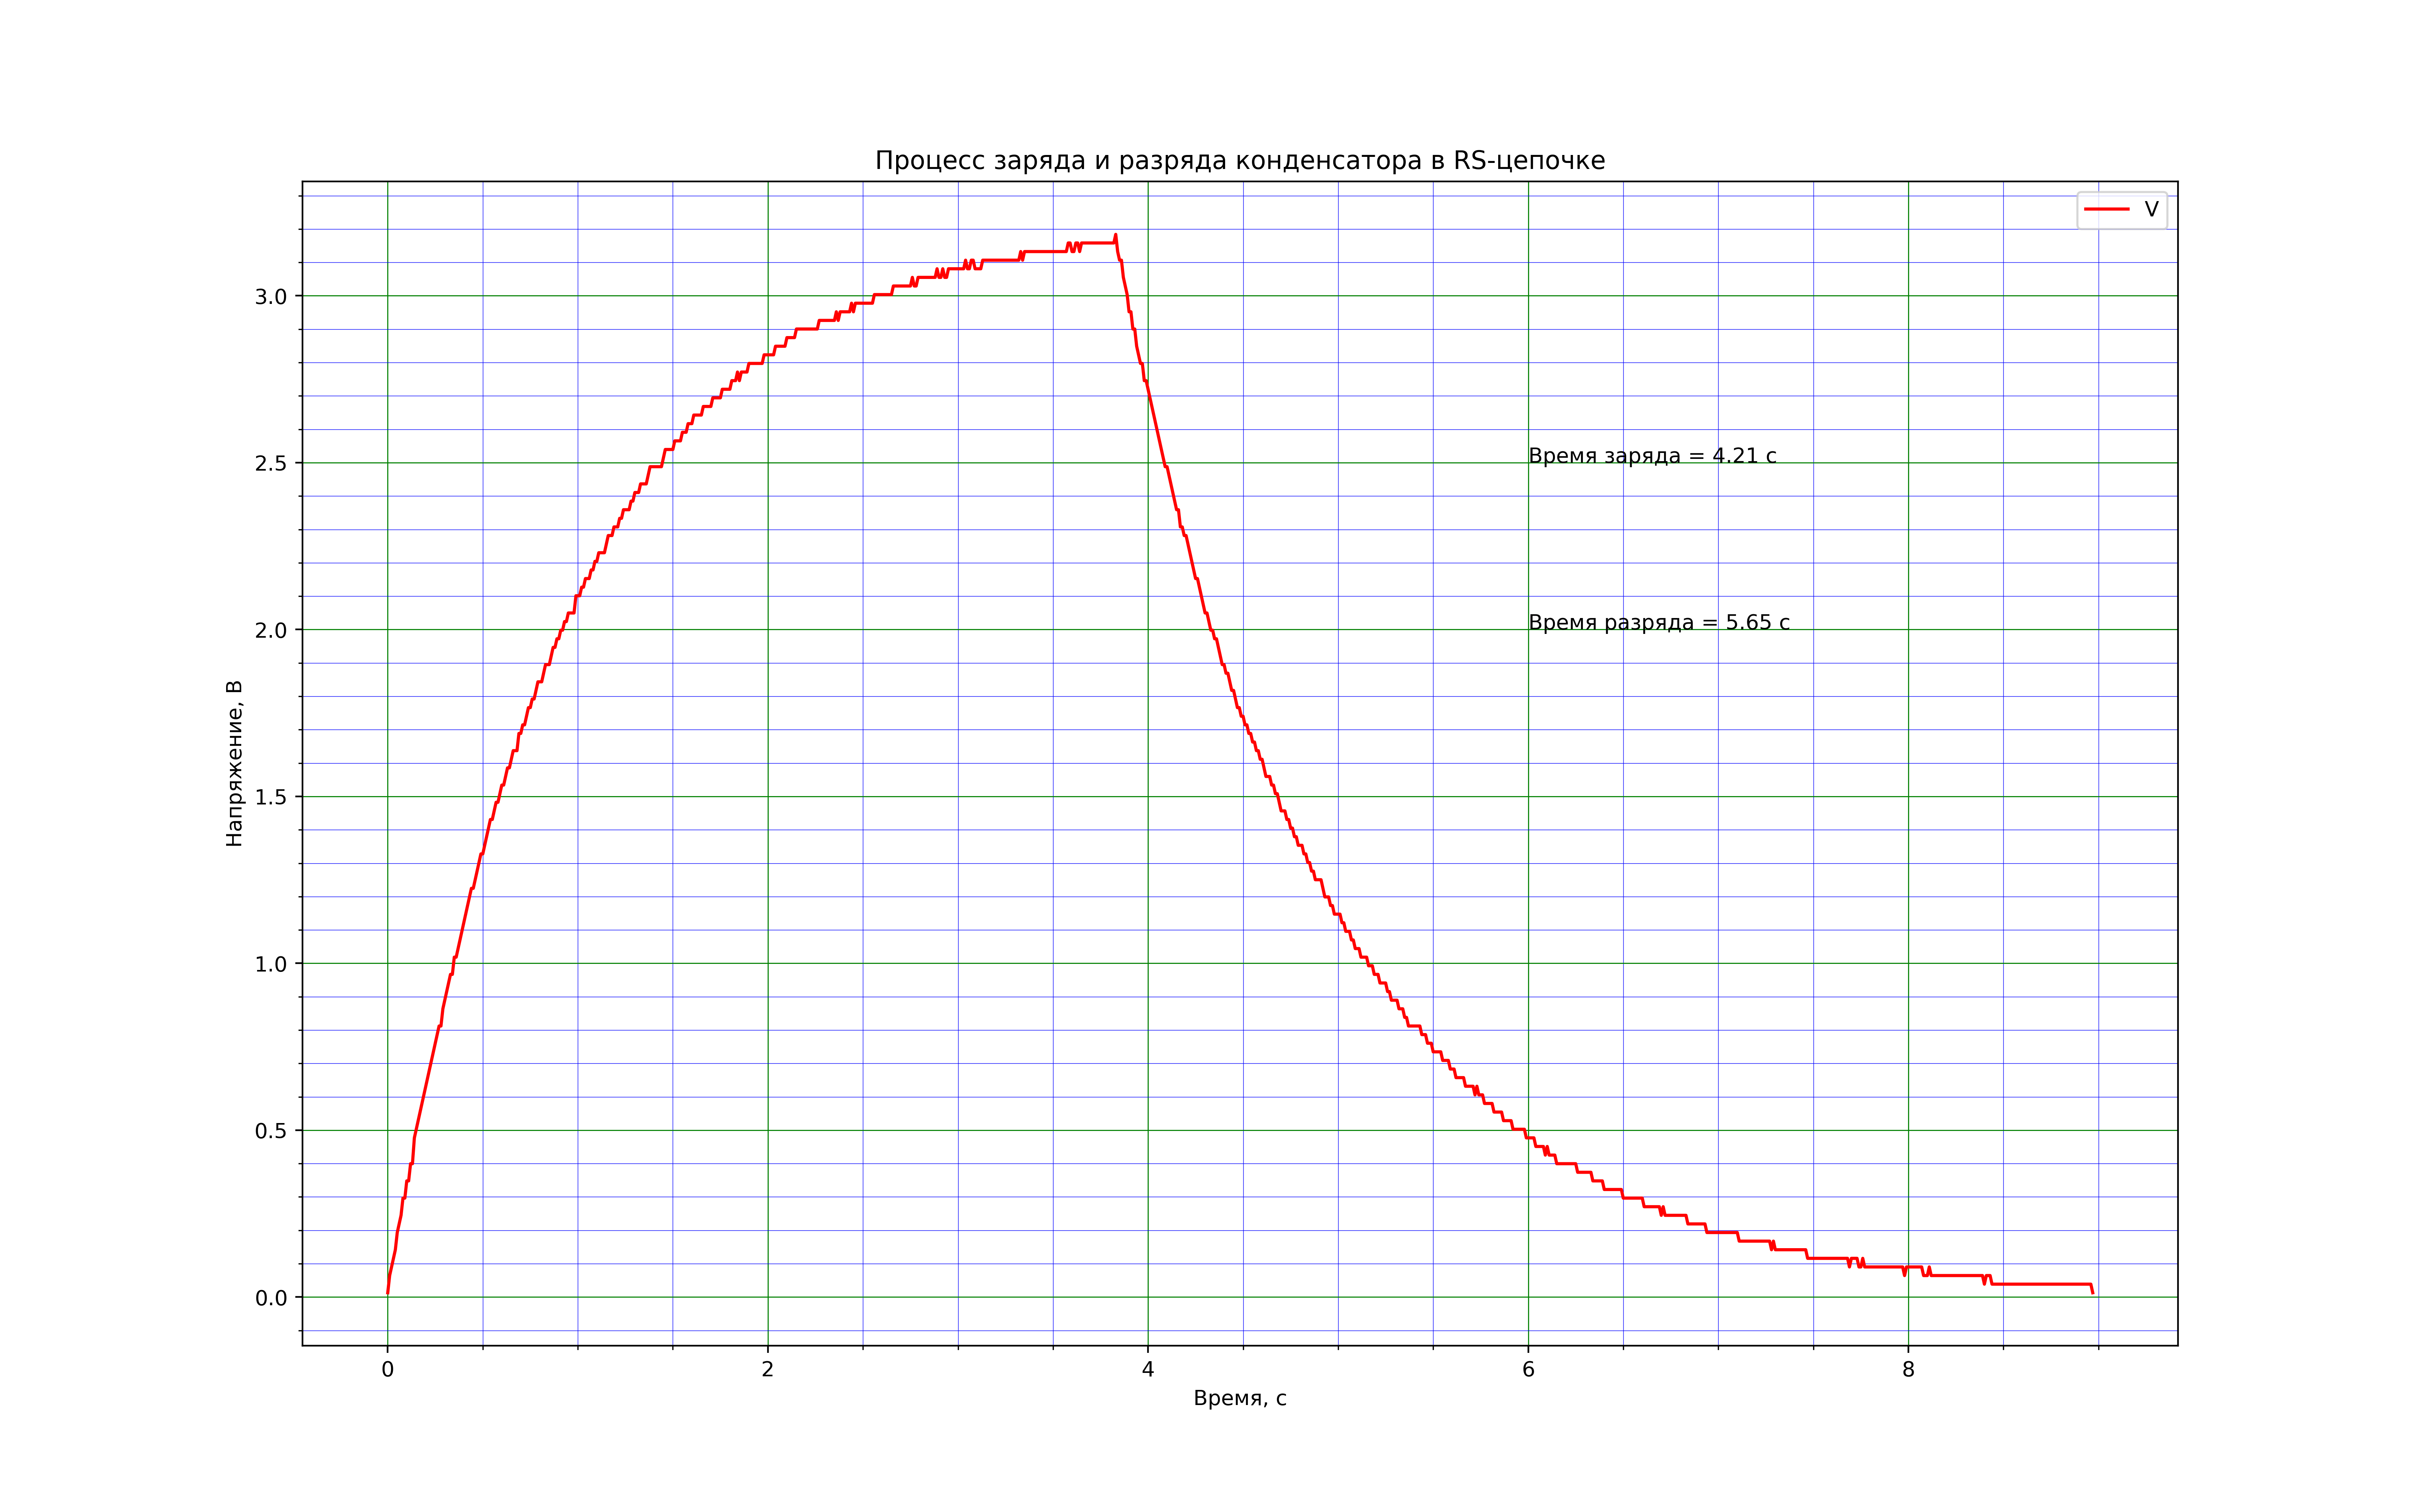 Процесс заряда и разряда конденсатора в RS-цепочке
V
3.0
2.5
2.0
1.5
1.0
0.5
0.0
Напряжение, В
Время заряда = 4.21 с
Время разряда = 5.65 с
0 2 4 6 8
Время, с